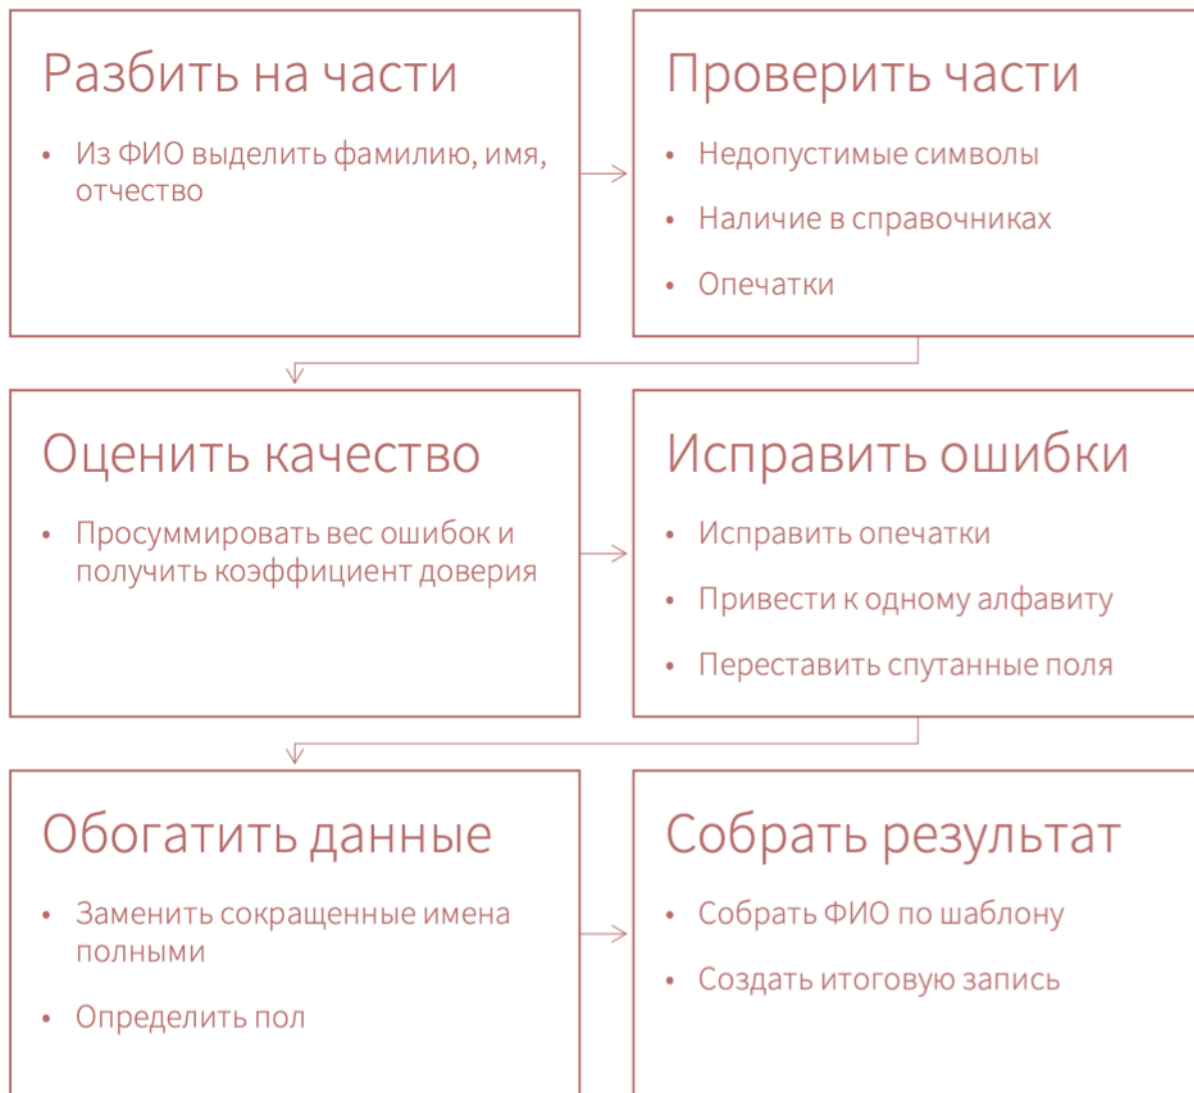 Разбить на части
• Из ФИО выделить фамилию, имя,
отчество
Проверить части
• Недопустимые символы
• Наличие в справочниках
• Опечатки
Оценить качество
• Просуммировать вес ошибок и
получить коэффициент доверия
Исправить ошибки
• Исправить опечатки
• Привести к одному алфавиту
• Переставить спутанные поля
Обогатить данные
• Заменить сокращенные имена
полными
• Определить пол
Собрать результат
• Собрать ФИО по шаблону
• Создать итоговую запись